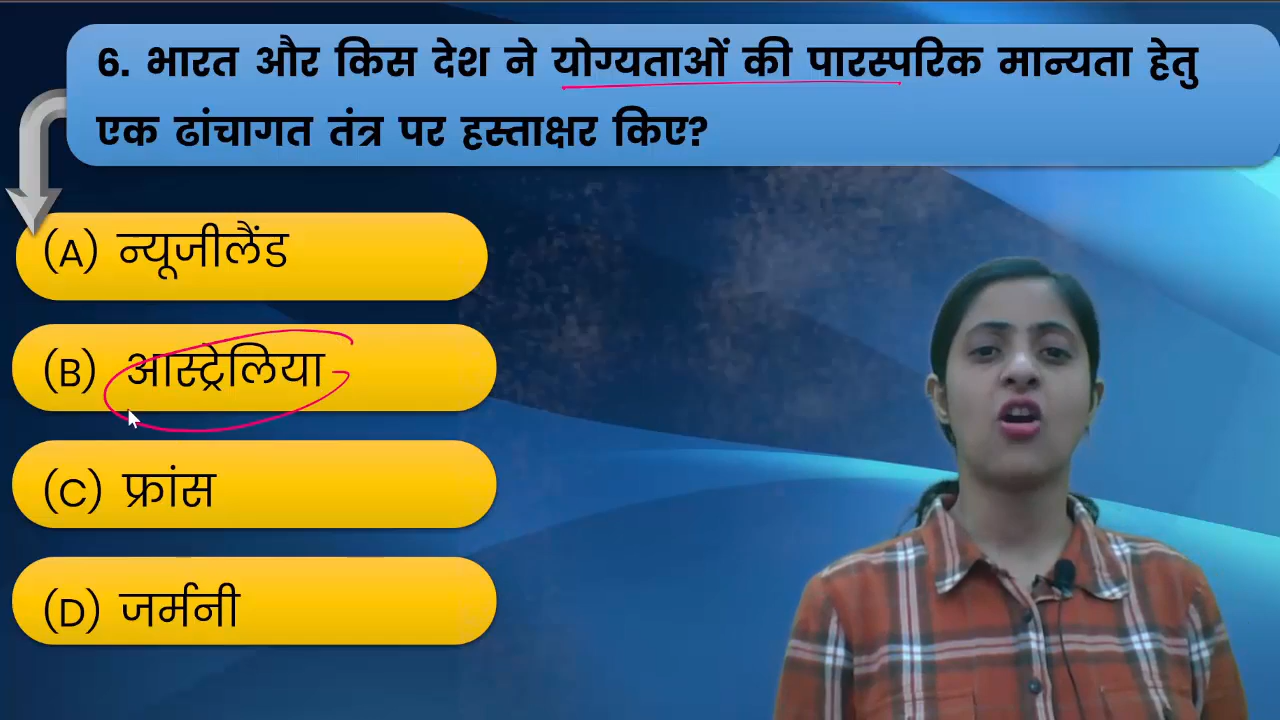 6. भारत और किस देश ने योग्यताओं की पारस्परिक मान्यता हेतु
एक ढांचागत तंत्र पर हस्ताक्षर किए?
(A) न्यूजीलैंड
(B) आस्ट्रेलिया
(C) फ्रांस
(D) जर्मनी